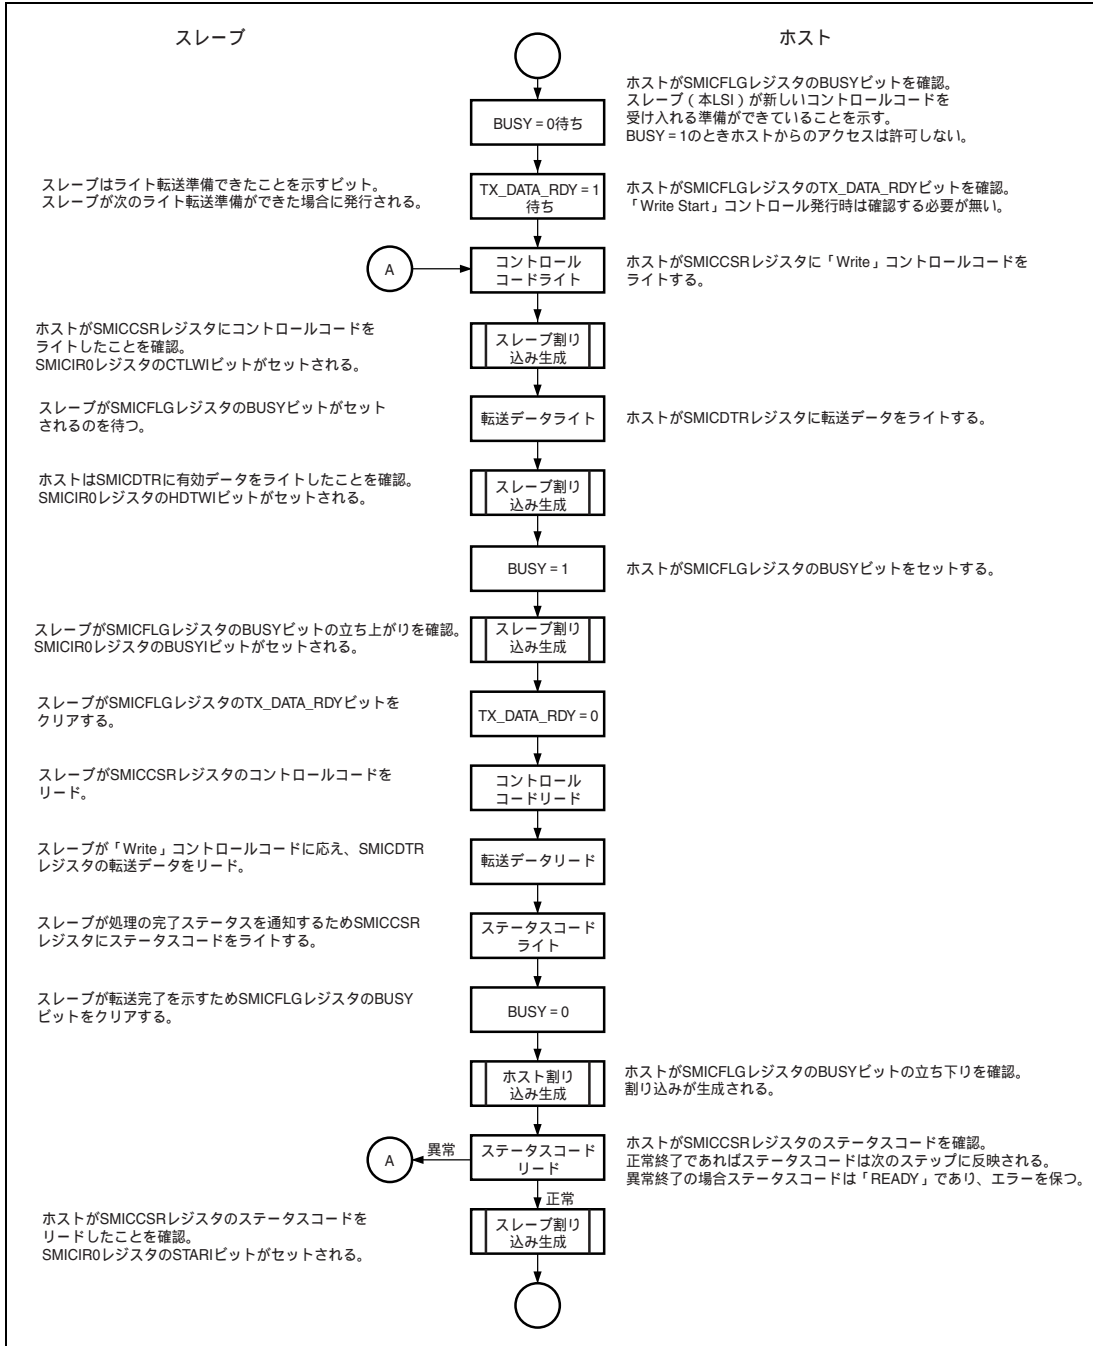 スレーブ
ホスト
ホストがSMICFLGレジスタのBUSYビットを確認。
スレーブ（本LSI）が新しいコントロールコードを
受け入れる準備ができていることを示す。
BUSY = 1のときホストからのアクセスは許可しない。
BUSY = 0待ち
スレーブはライト転送準備できたことを示すビット。
スレーブが次のライト転送準備ができた場合に発行される。
TX_DATA_RDY = 1
待ち
ホストがSMICFLGレジスタのTX_DATA_RDYビットを確認。
「Write Start」コントロール発行時は確認する必要が無い。
A
コントロール
コードライト
ホストがSMICCSRレジスタに「Write」コントロールコードを
ライトする。
ホストがSMICCSRレジスタにコントロールコードを
ライトしたことを確認。
SMICIR0レジスタのCTLWIビットがセットされる。
スレーブ割り
込み生成
スレーブがSMICFLGレジスタのBUSYビットがセット
されるのを待つ。
転送データライト
ホストがSMICDTRレジスタに転送データをライトする。
ホストはSMICDTRに有効データをライトしたことを確認。
SMICIR0レジスタのHDTWIビットがセットされる。
スレーブ割り
込み生成
BUSY = 1
ホストがSMICFLGレジスタのBUSYビットをセットする。
スレーブがSMICFLGレジスタのBUSYビットの立ち上がりを確認。
SMICIR0レジスタのBUSYIビットがセットされる。
スレーブ割り
込み生成
スレーブがSMICFLGレジスタのTX_DATA_RDYビットを
クリアする。
TX_DATA_RDY = 0
スレーブがSMICCSRレジスタのコントロールコードを
リード。
コントロール
コードリード
スレーブが「Write」コントロールコードに応え、SMICDTR
レジスタの転送データをリード。
転送データリード
スレーブが処理の完了ステータスを通知するためSMICCSR
レジスタにステータスコードをライトする。
ステータスコード
ライト
スレーブが転送完了を示すためSMICFLGレジスタのBUSY
ビットをクリアする。
BUSY = 0
ホスト割り
込み生成
ホストがSMICFLGレジスタのBUSYビットの立ち下りを確認。
割り込みが生成される。
A
異常
ステータスコード
リード
ホストがSMICCSRレジスタのステータスコードを確認。
正常終了であればステータスコードは次のステップに反映される。
異常終了の場合ステータスコードは「READY」であり、エラーを保つ。
正常
ホストがSMICCSRレジスタのステータスコードを
リードしたことを確認。
SMICIR0レジスタのSTARIビットがセットされる。
スレーブ割り
込み生成